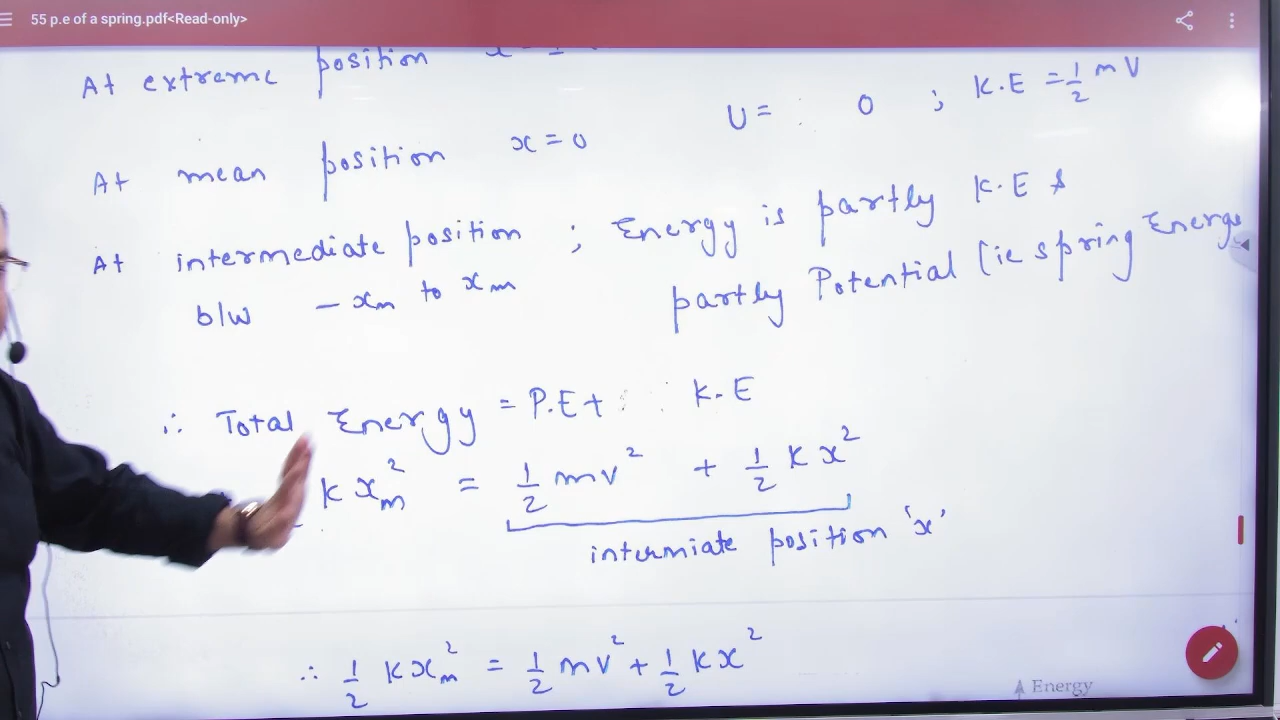 55 p.e of a spring.pdf<Read-only>
At extreme position
At mean position x = 0 U = 0 ; K.E = 1/2 mV
At intermediate position ; Energy is partly K.E &
b/w - xm to xm partly Potential (ie spring Energy
∴ Total Energy = P.E + K.E
K xm² = 1/2 mv² + 1/2 K x²
intermiate position 'x'
∴ 1/2 K xm² = 1/2 mv² + 1/2 K x²
Energy